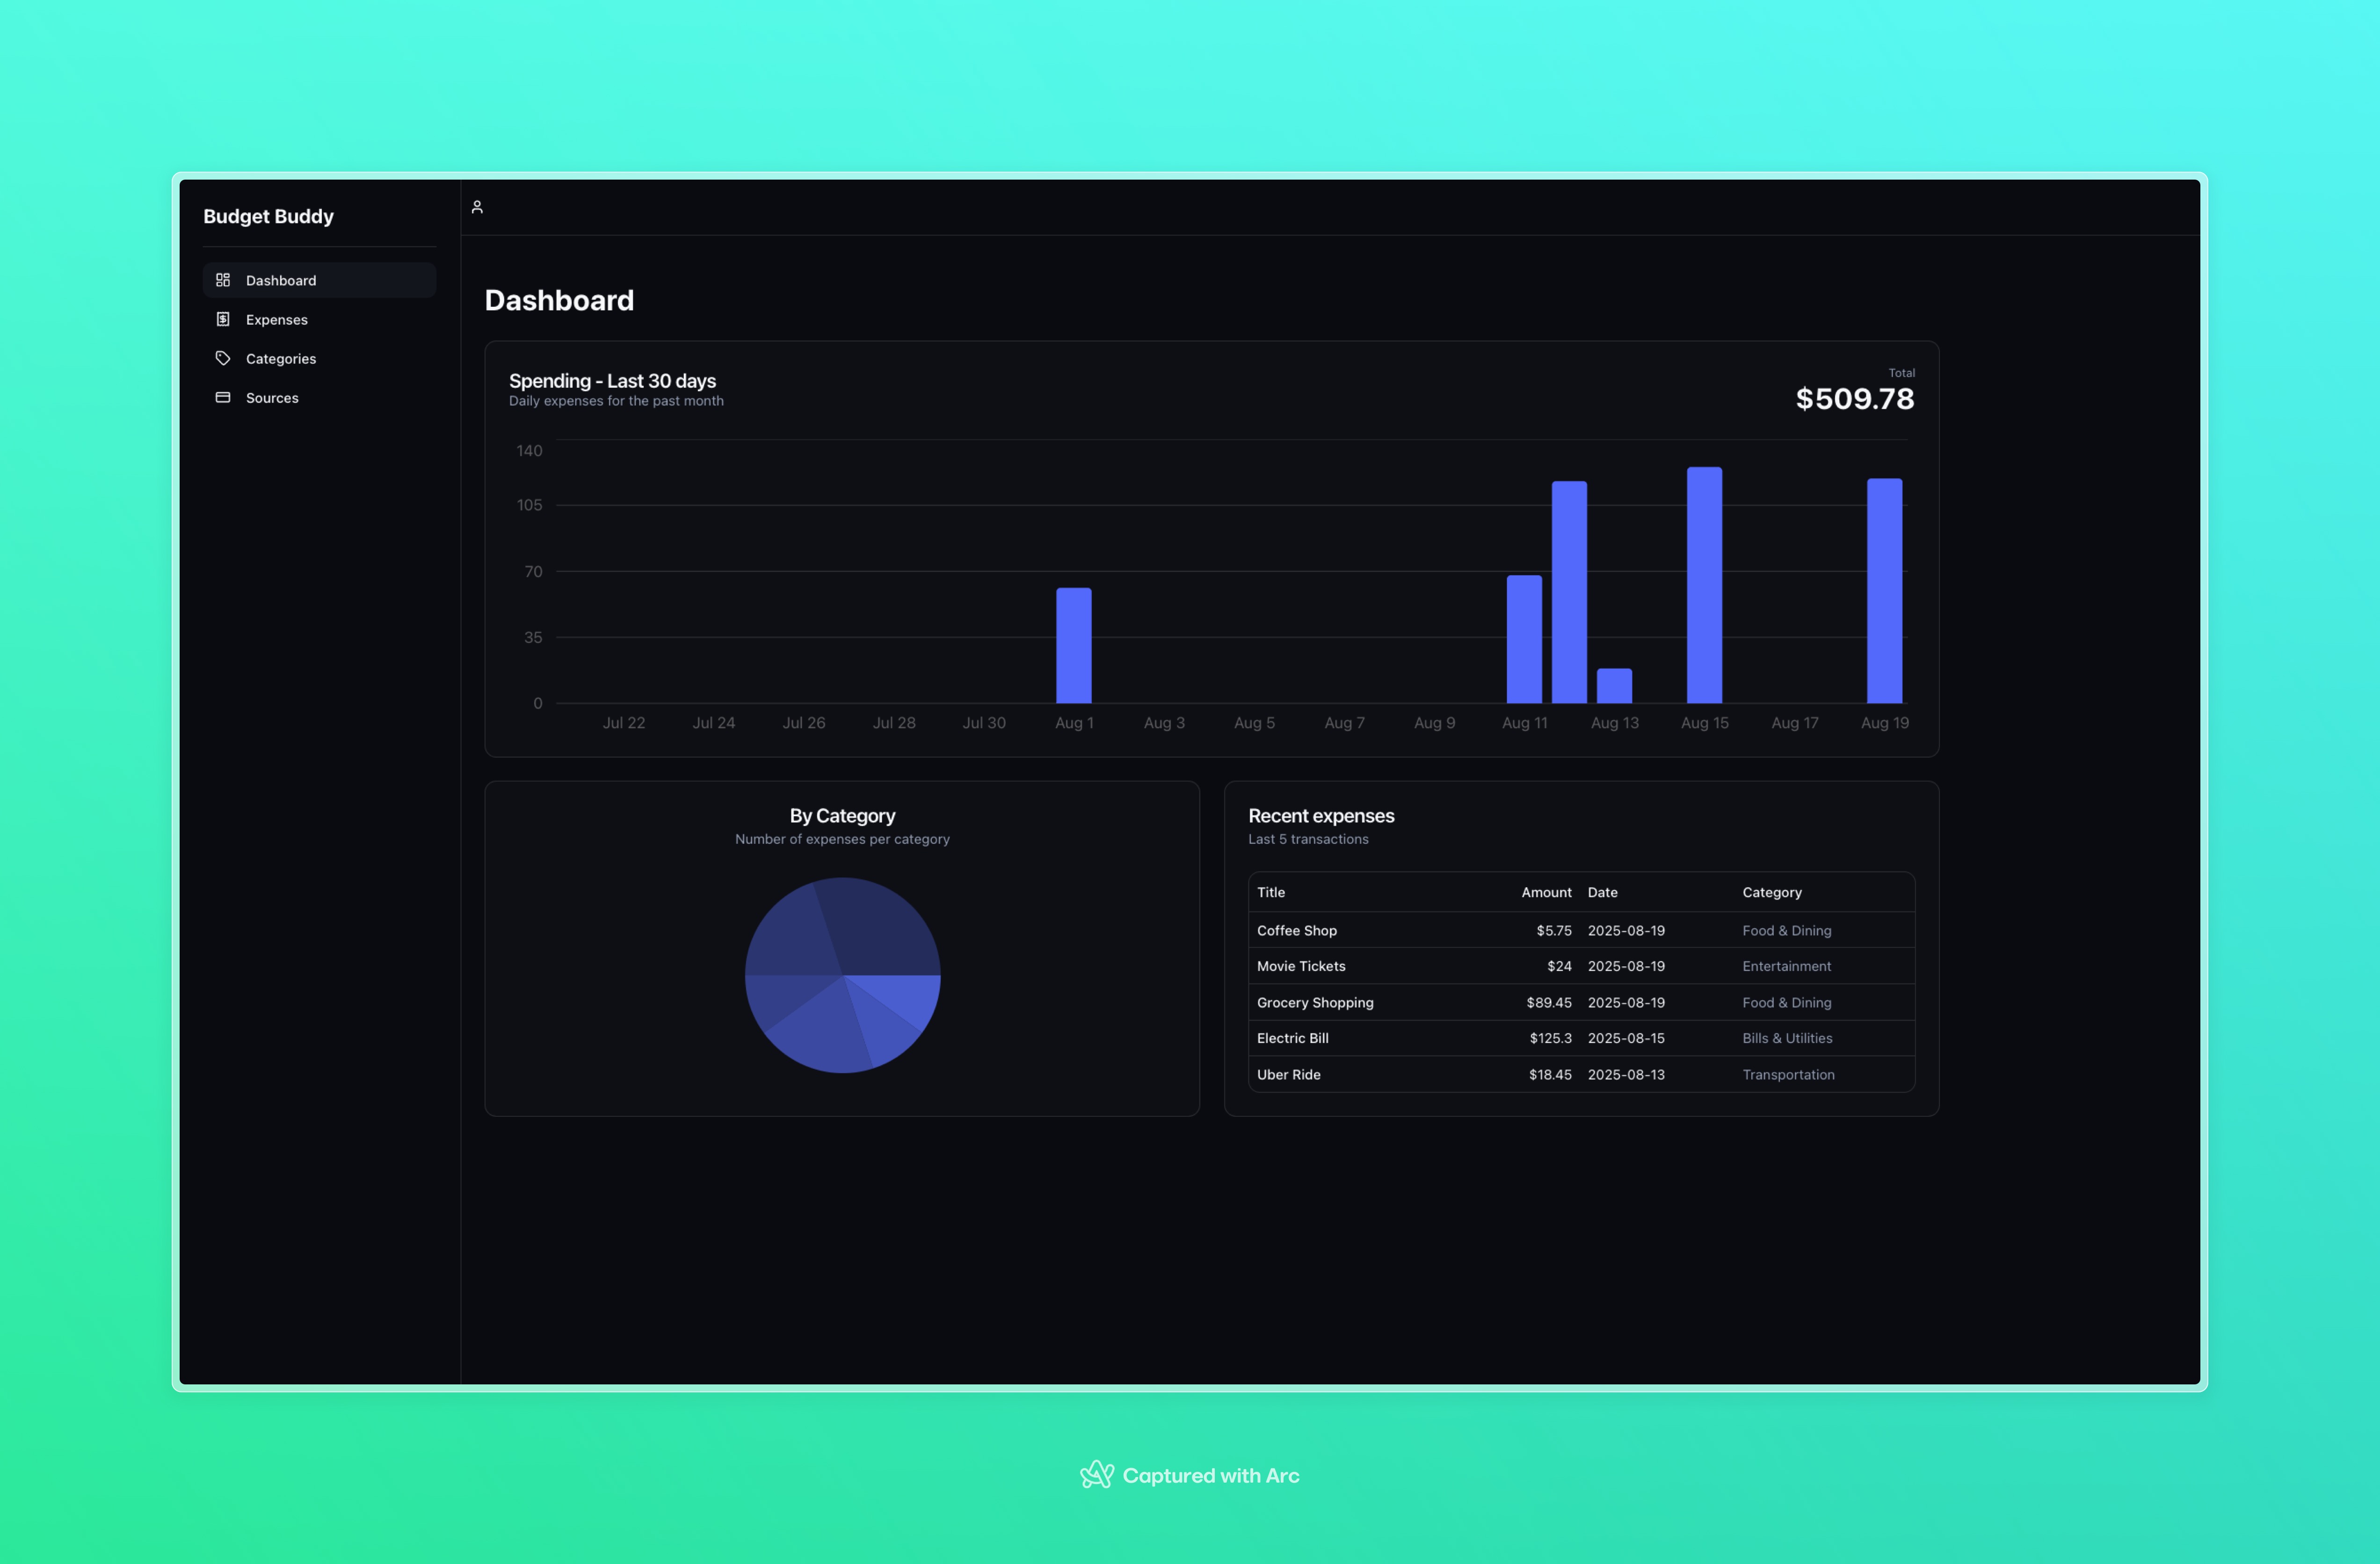 Budget Buddy
Dashboard
Expenses
Categories
Sources
Dashboard
Spending - Last 30 days
Daily expenses for the past month
Total
$509.78
140
105
70
35
0
Jul 22 Jul 24 Jul 26 Jul 28 Jul 30 Aug 1 Aug 3 Aug 5 Aug 7 Aug 9 Aug 11 Aug 13 Aug 15 Aug 17 Aug 19
By Category
Number of expenses per category
Recent expenses
Last 5 transactions
Title Amount Date Category
Coffee Shop $5.75 2025-08-19 Food & Dining
Movie Tickets $24 2025-08-19 Entertainment
Grocery Shopping $89.45 2025-08-19 Food & Dining
Electric Bill $125.3 2025-08-15 Bills & Utilities
Uber Ride $18.45 2025-08-13 Transportation
Captured with Arc